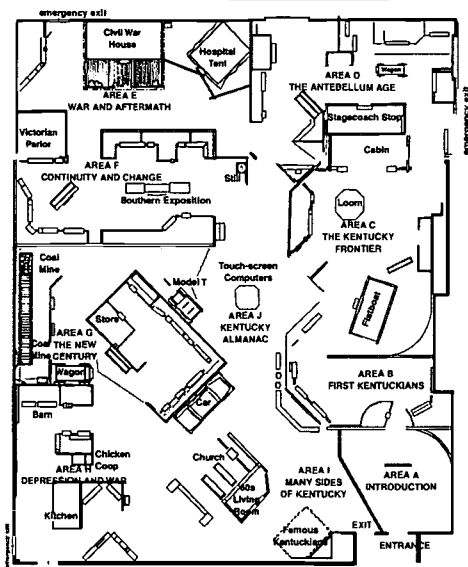 emergency exit
Civil War
House
Hospital
Tent
AREA E
WAR AND AFTERMATH
AREA D
THE ANTEBELLUM AGE
Wagon
Stagecoach Stop
emergency exit
Victorian
Parlor
AREA F
CONTINUITY AND CHANGE
Still
Southern Exposition
Cabin
Loom
AREA C
THE KENTUCKY
FRONTIER
Coal
Mine
Model T
Touch-screen
Computers
AREA J
KENTUCKY
ALMANAC
Flatboat
Store
AREA G
THE NEW
CENTURY
Coal
Mine
Wagon
Car
AREA B
FIRST KENTUCKIANS
Barn
Chicken
Coop
AREA H
DEPRESSION AND WAR
Kitchen
Church
'50s
Living
Room
AREA I
MANY SIDES
OF KENTUCKY
AREA A
INTRODUCTION
Famous
Kentuckians
EXIT
ENTRANCE
emergency exit